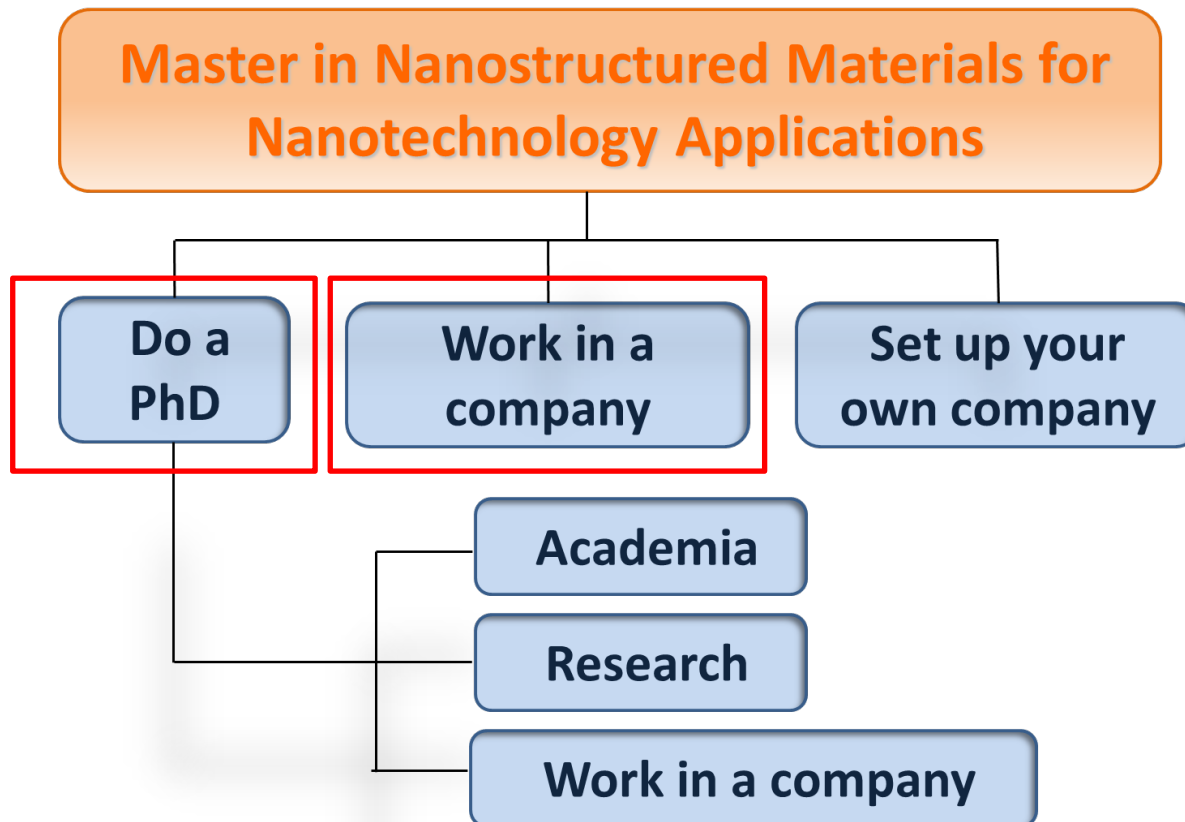 Master in Nanostructured Materials for
Nanotechnology Applications
Do a
PhD
Work in a
company
Set up your
own company
Academia
Research
Work in a company